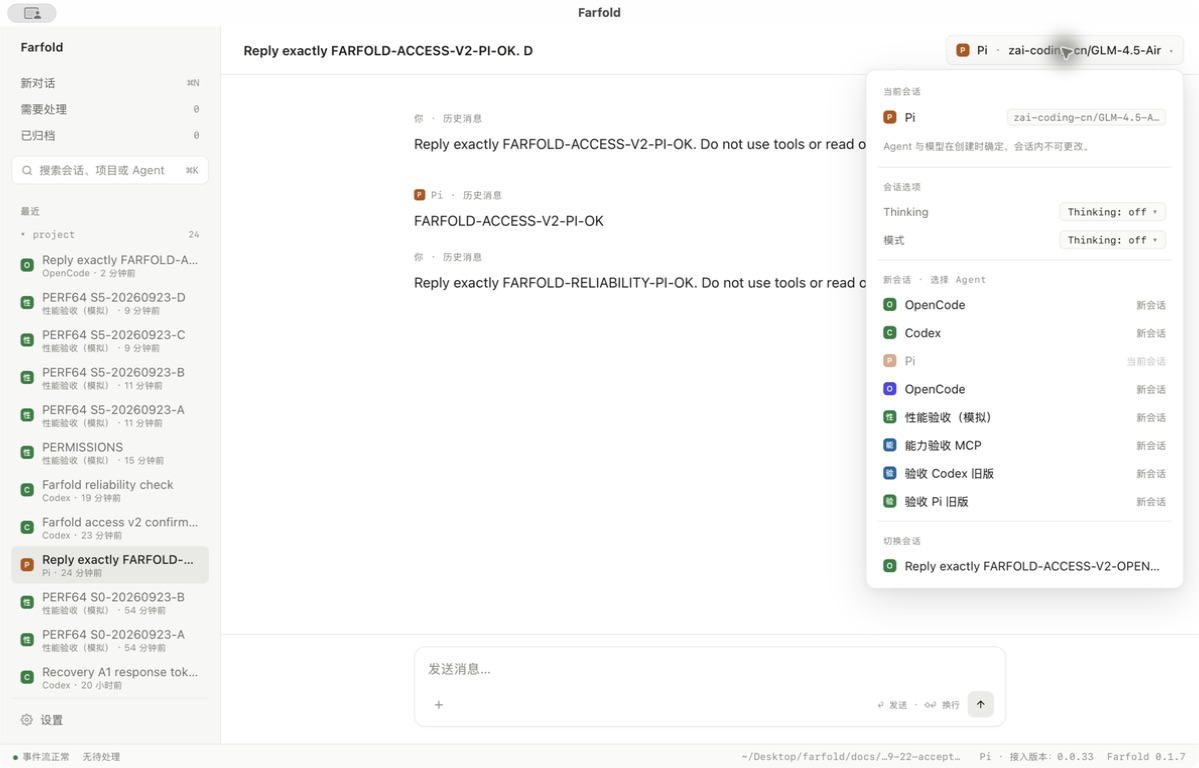 Farfold
Farfold
新对话 ⌘N
需要处理 0
已归档 0
搜索会话、项目或 Agent ⌘K
最近
project 24
O Reply exactly FARFOLD-A...
OpenCode · 2 分钟前
性 PERF64 S5-20260923-D
性能验收（模拟） · 9 分钟前
性 PERF64 S5-20260923-C
性能验收（模拟） · 9 分钟前
性 PERF64 S5-20260923-B
性能验收（模拟） · 11 分钟前
性 PERF64 S5-20260923-A
性能验收（模拟） · 11 分钟前
性 PERMISSIONS
性能验收（模拟） · 15 分钟前
C Farfold reliability check
Codex · 19 分钟前
C Farfold access v2 confirm...
Codex · 23 分钟前
P Reply exactly FARFOLD-...
Pi · 24 分钟前
性 PERF64 S0-20260923-B
性能验收（模拟） · 54 分钟前
性 PERF64 S0-20260923-A
性能验收（模拟） · 54 分钟前
C Recovery A1 response tok...
Codex · 20 小时前
设置
Reply exactly FARFOLD-ACCESS-V2-PI-OK. D
P Pi · zai-coding-cn/GLM-4.5-Air
你 · 历史消息
Reply exactly FARFOLD-ACCESS-V2-PI-OK. Do not use tools or read o
P Pi · 历史消息
FARFOLD-ACCESS-V2-PI-OK
你 · 历史消息
Reply exactly FARFOLD-RELIABILITY-PI-OK. Do not use tools or read o
当前会话
P Pi zai-coding-cn/GLM-4.5-A…
Agent 与模型在创建时确定，会话内不可更改。
会话选项
Thinking Thinking: off
模式 Thinking: off
新会话 · 选择 Agent
O OpenCode 新会话
C Codex 新会话
P Pi 当前会话
O OpenCode 新会话
性 性能验收（模拟） 新会话
能 能力验收 MCP 新会话
验 验收 Codex 旧版 新会话
验 验收 Pi 旧版 新会话
切换会话
O Reply exactly FARFOLD-ACCESS-V2-OPEN...
发送消息...
+ 发送 · 换行
事件流正常 无待处理
~/Desktop/farfold/docs/…9-22-accept… Pi · 接入版本: 0.0.33 Farfold 0.1.7